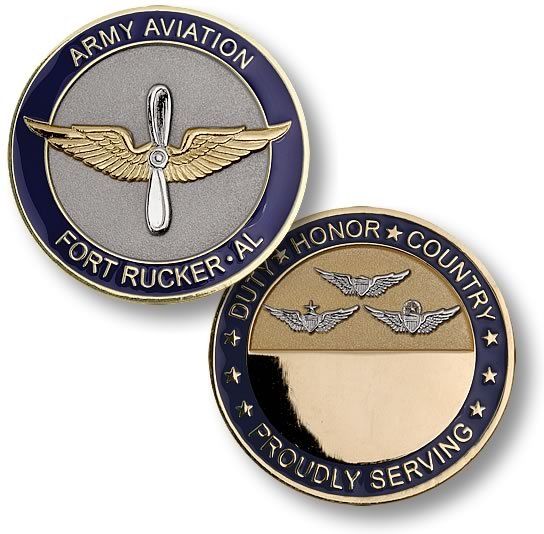 ARMY AVIATION
FORT RUCKER • AL
DUTY ★ HONOR ★ COUNTRY
PROUDLY SERVING